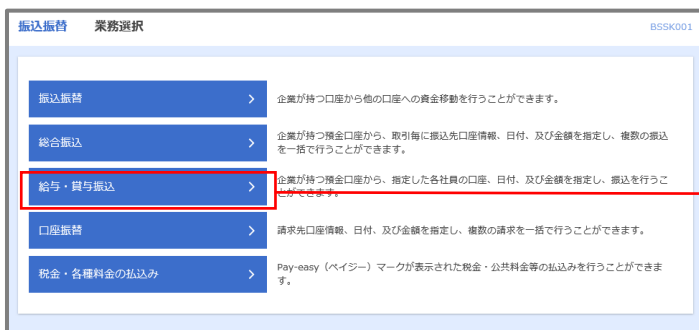 振込振替 業務選択 BSSK001
振込振替 企業が持つ口座から他の口座への資金移動を行うことができます。
総合振込 企業が持つ預金口座から、取引毎に振込先口座情報、日付、及び金額を指定し、複数の振込
を一括で行うことができます。
給与・賞与振込 企業が持つ預金口座から、指定した各社員の口座、日付、及び金額を指定し、振込を行うこ
とができます。
口座振替 請求先口座情報、日付、及び金額を指定し、複数の請求を一括で行うことができます。
税金・各種料金の払込み Pay-easy（ペイジー）マークが表示された税金・公共料金等の払込みを行うことができま
す。